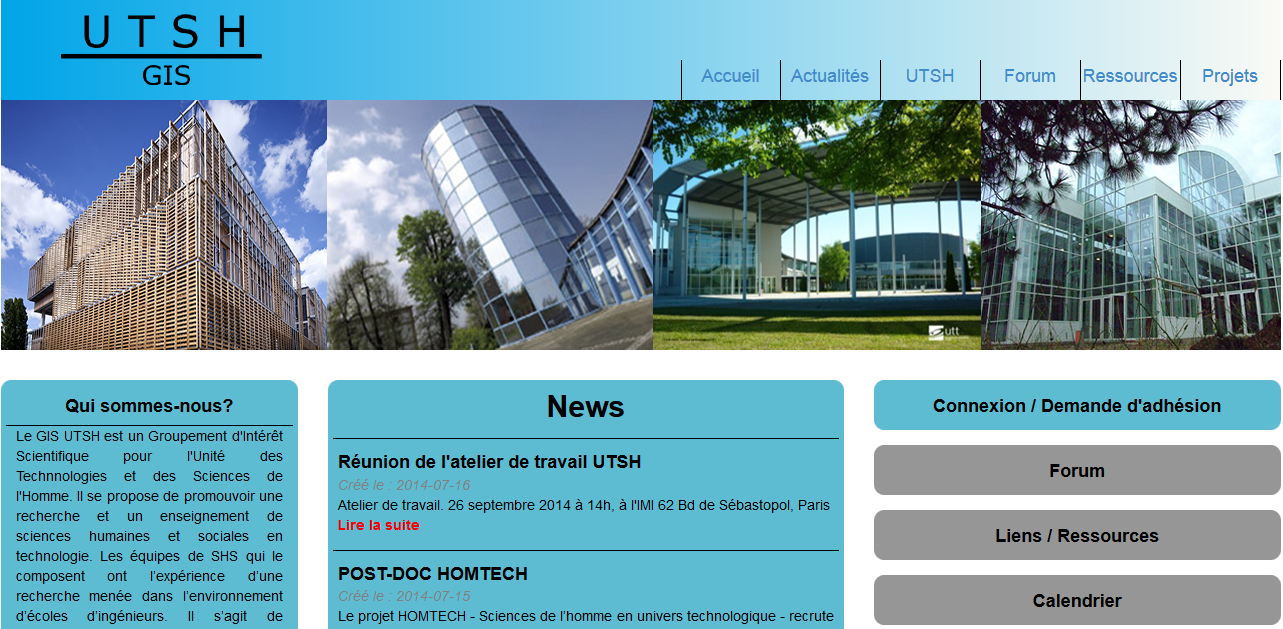 UTSH
GIS
Accueil
Actualités
UTSH
Forum
Ressources
Projets
utt
Qui sommes-nous?
Le GIS UTSH est un Groupement d'Intérêt
Scientifique pour l'Unité des
Technnologies et des Sciences de
l'Homme. Il se propose de promouvoir une
recherche et un enseignement de
sciences humaines et sociales en
technologie. Les équipes de SHS qui le
composent ont l’expérience d’une
recherche menée dans l’environnement
d’écoles d’ingénieurs. Il s’agit de
News
Réunion de l'atelier de travail UTSH
Créé le : 2014-07-16
Atelier de travail. 26 septembre 2014 à 14h, à l'IMI 62 Bd de Sébastopol, Paris
Lire la suite
POST-DOC HOMTECH
Créé le : 2014-07-15
Le projet HOMTECH - Sciences de l’homme en univers technologique - recrute
Connexion / Demande d'adhésion
Forum
Liens / Ressources
Calendrier